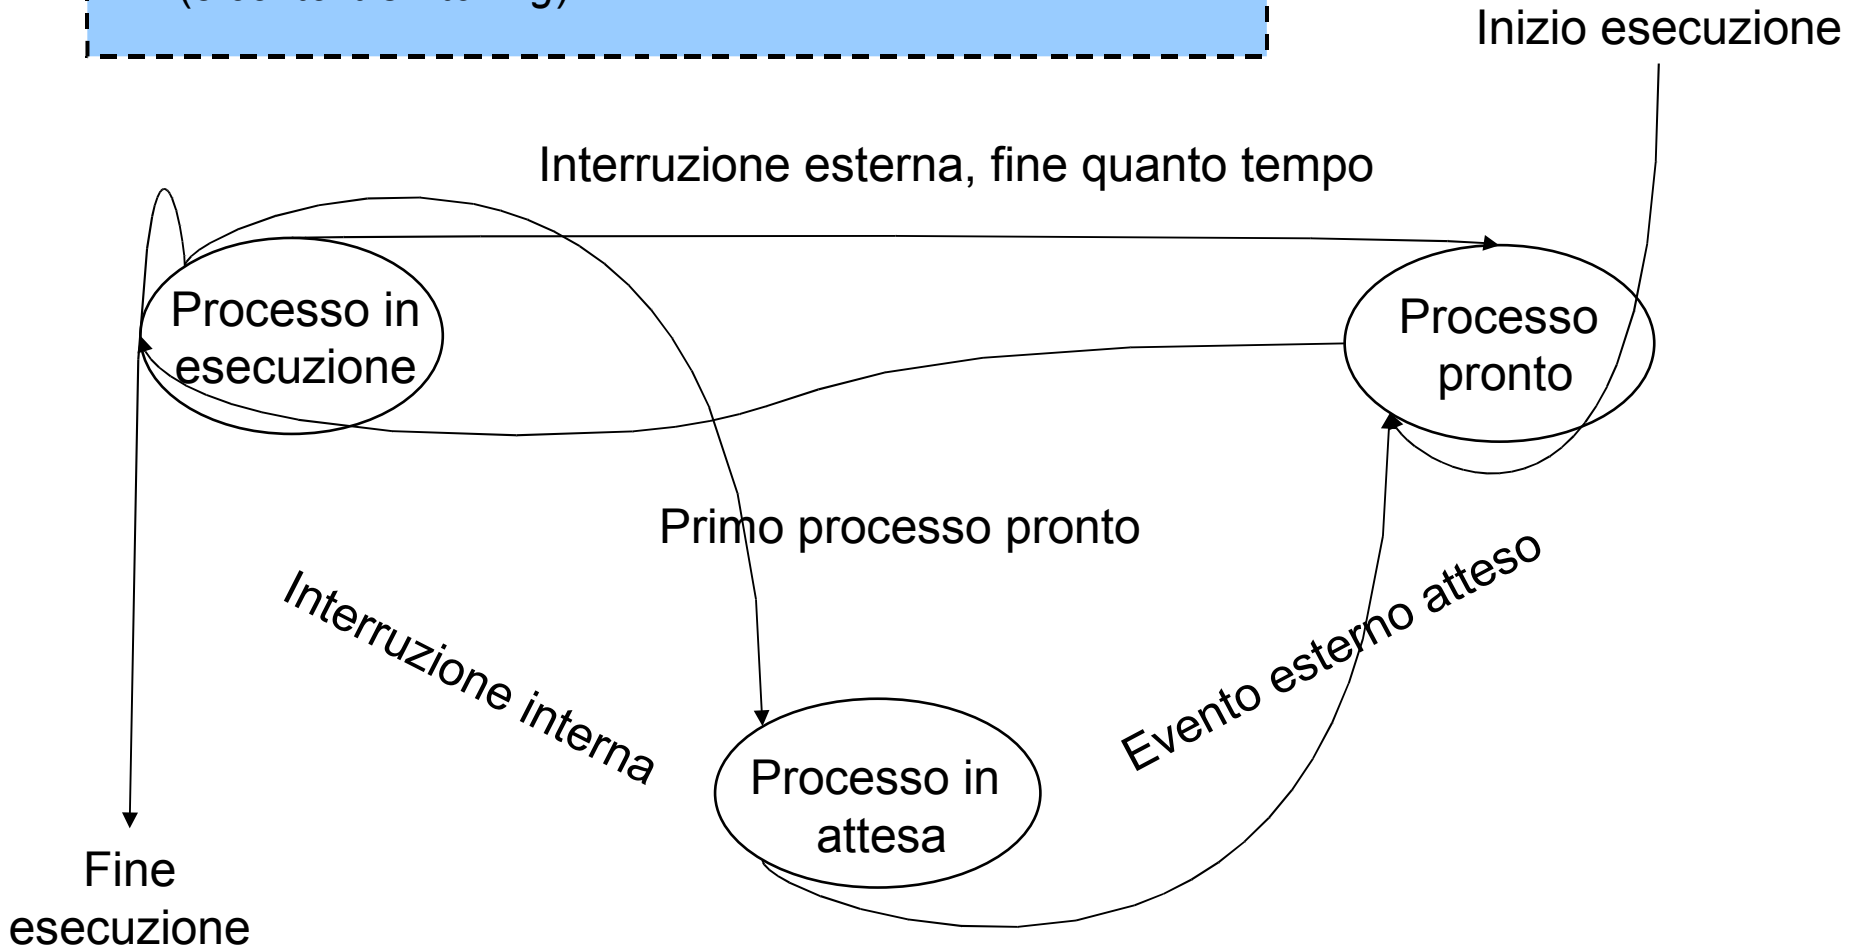 Inizio esecuzione
Interruzione esterna, fine quanto tempo
Processo in
esecuzione
Processo
pronto
Primo processo pronto
Interruzione interna
Evento esterno atteso
Processo in
attesa
Fine
esecuzione